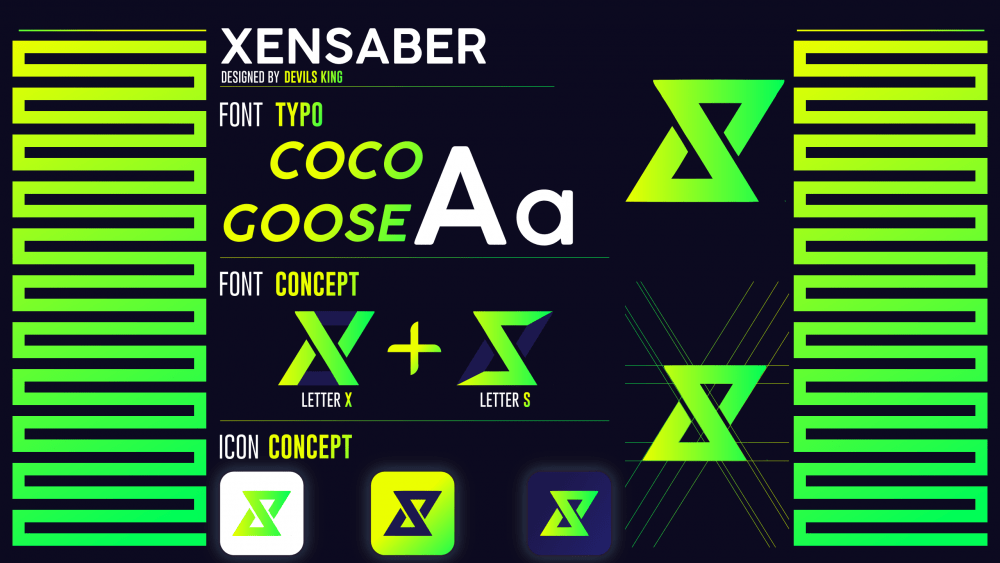 XENSABER
DESIGNED BY DEVILS KING
FONT TYPO
COCO
GOOSE
Aa
FONT CONCEPT
+
LETTER X
LETTER S
ICON CONCEPT